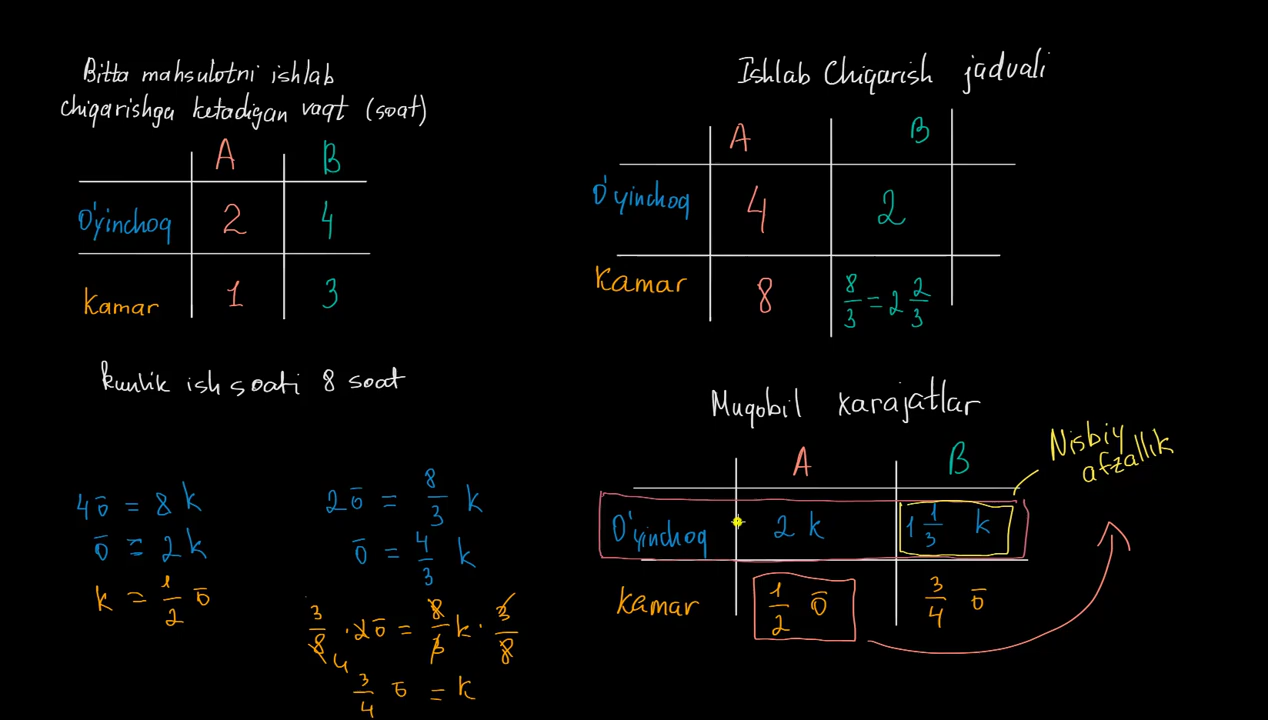 Bitta mahsulotni ishlab
chiqarishga ketadigan vaqt (soat)
A B
O'yinchoq 2 4
Kamar 1 3
kunlik ish soati 8 soat
4ō = 8k
ō = 2k
k = 1/2 ō
2ō = 8/3 k
ō = 4/3 k
3/8 · 2ō = 8/3 k · 3/8
4
3/4 ō = k
Ishlab Chiqarish jadvali
A B
O'yinchoq 4 2
Kamar 8 8/3 = 2 2/3
Muqobil xarajatlar
A B
O'yinchoq 2 k 1 1/3 k
Kamar 1/2 ō 3/4 ō
Nisbiy
afzallik